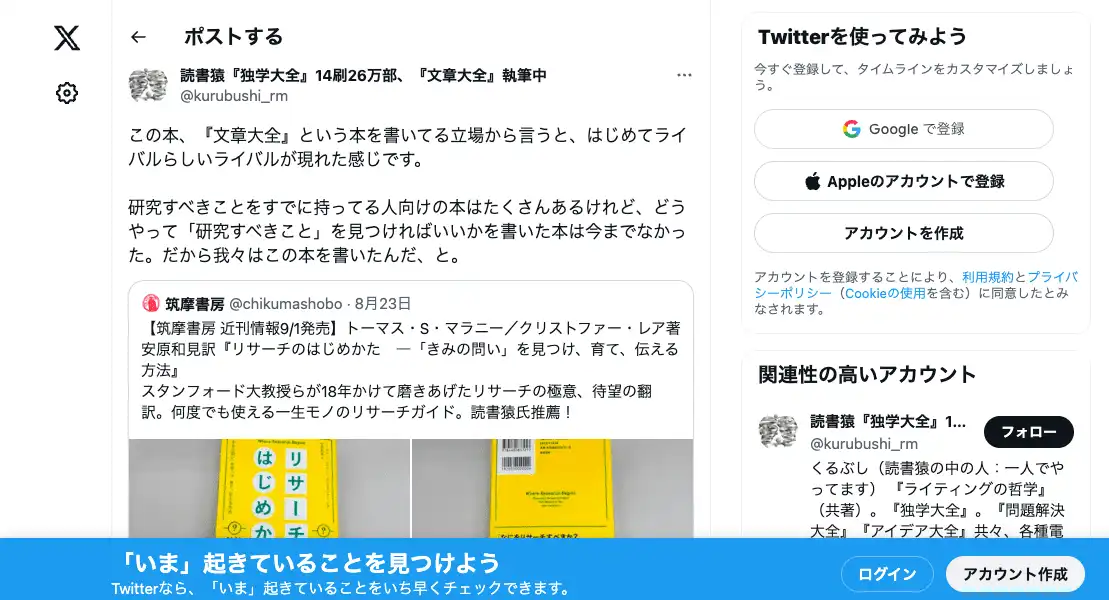 ポストする
読書猿『独学大全』14刷26万部、『文章大全』執筆中
@kurubushi_rm
この本、『文章大全』という本を書いてる立場から言うと、はじめてライ
バルらしいライバルが現れた感じです。
研究すべきことをすでに持ってる人向けの本はたくさんあるけれど、どう
やって「研究すべきこと」を見つければいいかを書いた本は今までなかっ
た。だから我々はこの本を書いたんだ、と。
筑摩書房 @chikumashobo · 8月23日
【筑摩書房 近刊情報9/1発売】トーマス・S・マラニー／クリストファー・レア著
安原和見訳『リサーチのはじめかた　―「きみの問い」を見つけ、育て、伝える
方法』
スタンフォード大教授らが18年かけて磨きあげたリサーチの極意、待望の翻
訳。何度でも使える一生モノのリサーチガイド。読書猿氏推薦！
リサーチ
はじめか
Twitterを使ってみよう
今すぐ登録して、タイムラインをカスタマイズしましょ
う。
Google で登録
Appleのアカウントで登録
アカウントを作成
アカウントを登録することにより、利用規約とプライバ
シーポリシー（Cookieの使用を含む）に同意したとみ
なされます。
関連性の高いアカウント
読書猿『独学大全』1...
@kurubushi_rm
フォロー
くるぶし（読書猿の中の人：一人でや
ってます）『ライティングの哲学』
（共著）。『独学大全』。『問題解決
大全』『アイデア大全』共々、各種電
「いま」起きていることを見つけよう
Twitterなら、「いま」起きていることをいち早くチェックできます。
ログイン
アカウント作成